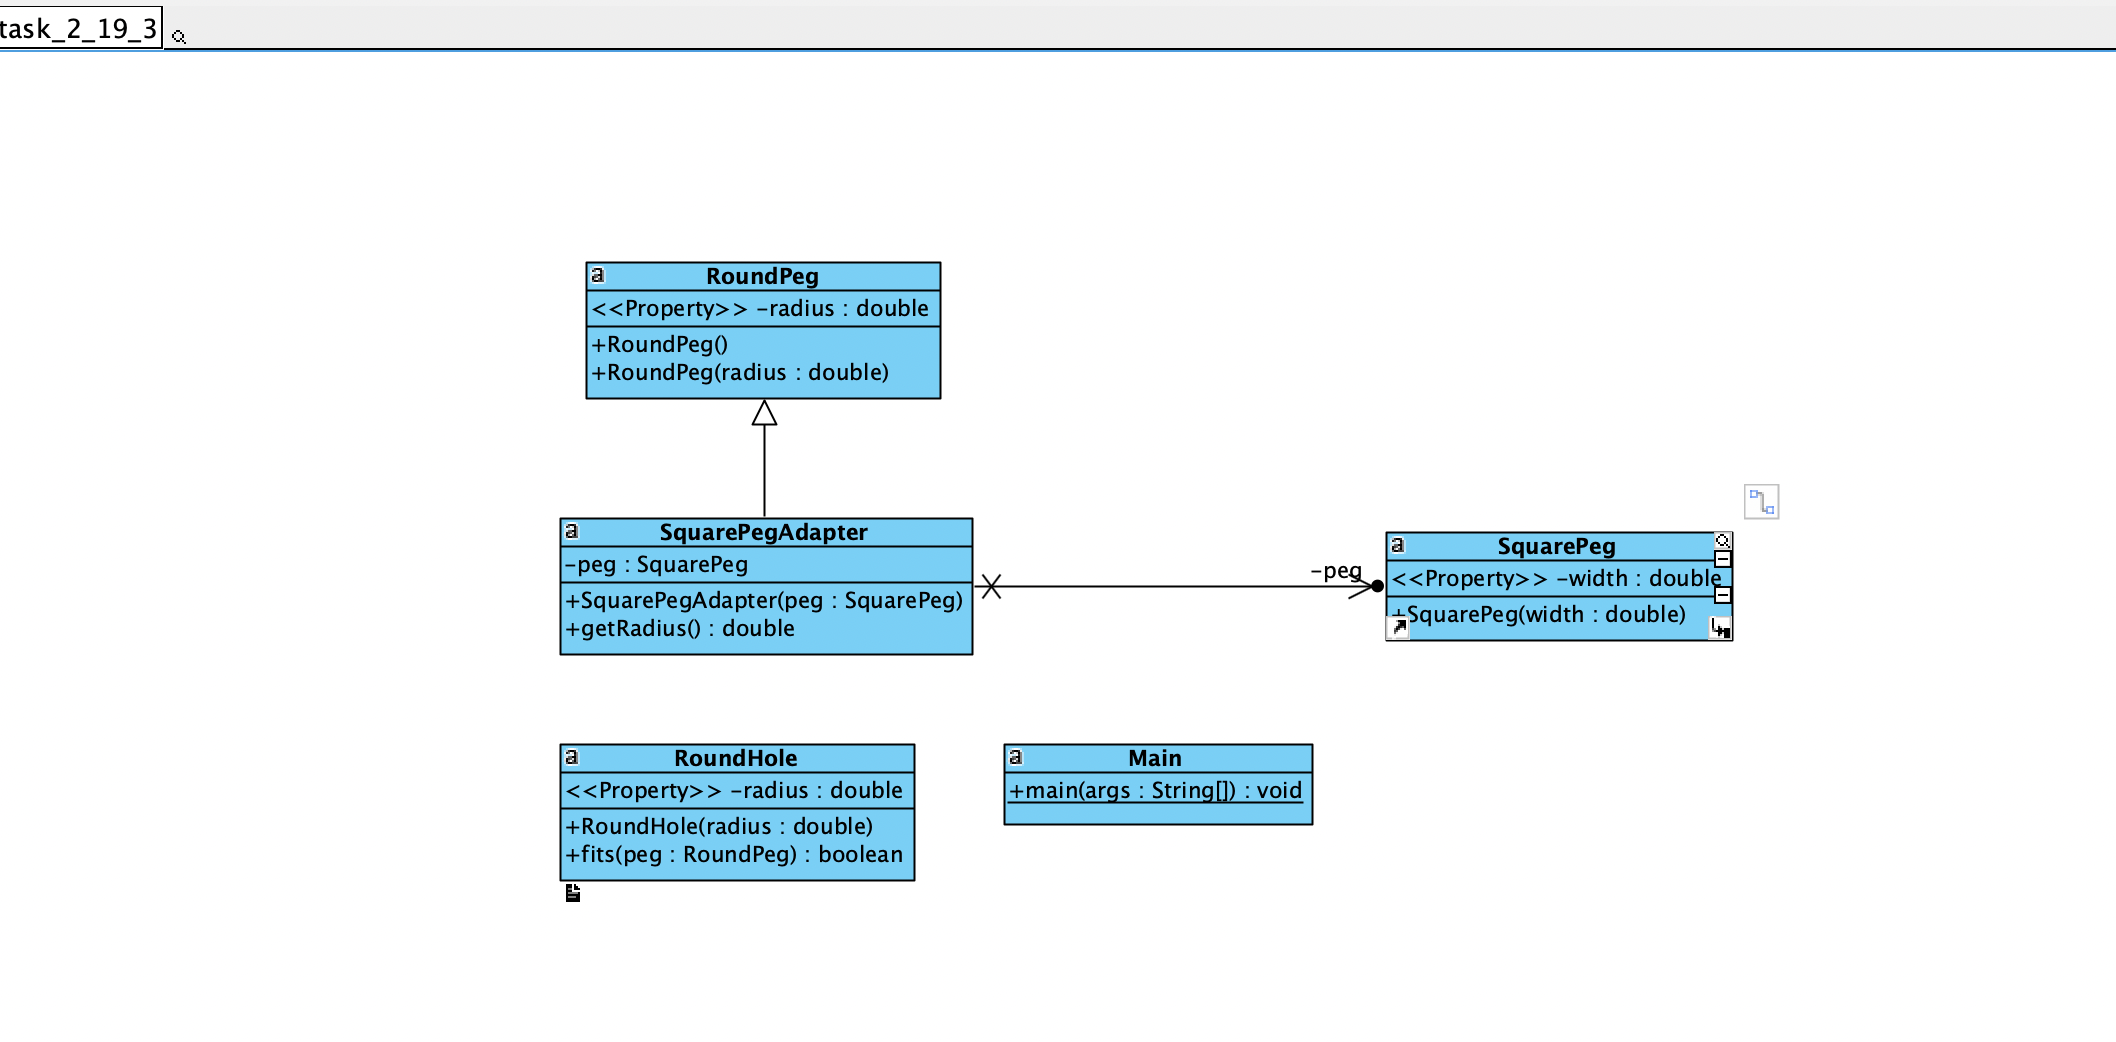 task_2_19_3
RoundPeg
<<Property>> -radius : double
+RoundPeg()
+RoundPeg(radius : double)
SquarePegAdapter
-peg : SquarePeg
+SquarePegAdapter(peg : SquarePeg)
+getRadius() : double
-peg
SquarePeg
<<Property>> -width : double
+SquarePeg(width : double)
RoundHole
<<Property>> -radius : double
+RoundHole(radius : double)
+fits(peg : RoundPeg) : boolean
Main
+main(args : String[]) : void